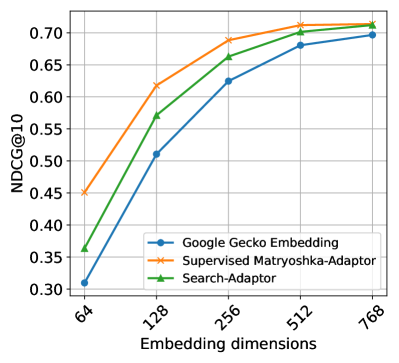 NDCG@10
0.70
0.65
0.60
0.55
0.50
0.45
0.40
0.35
0.30
Google Gecko Embedding
Supervised Matryoshka-Adaptor
Search-Adaptor
64
128
256
512
768
Embedding dimensions